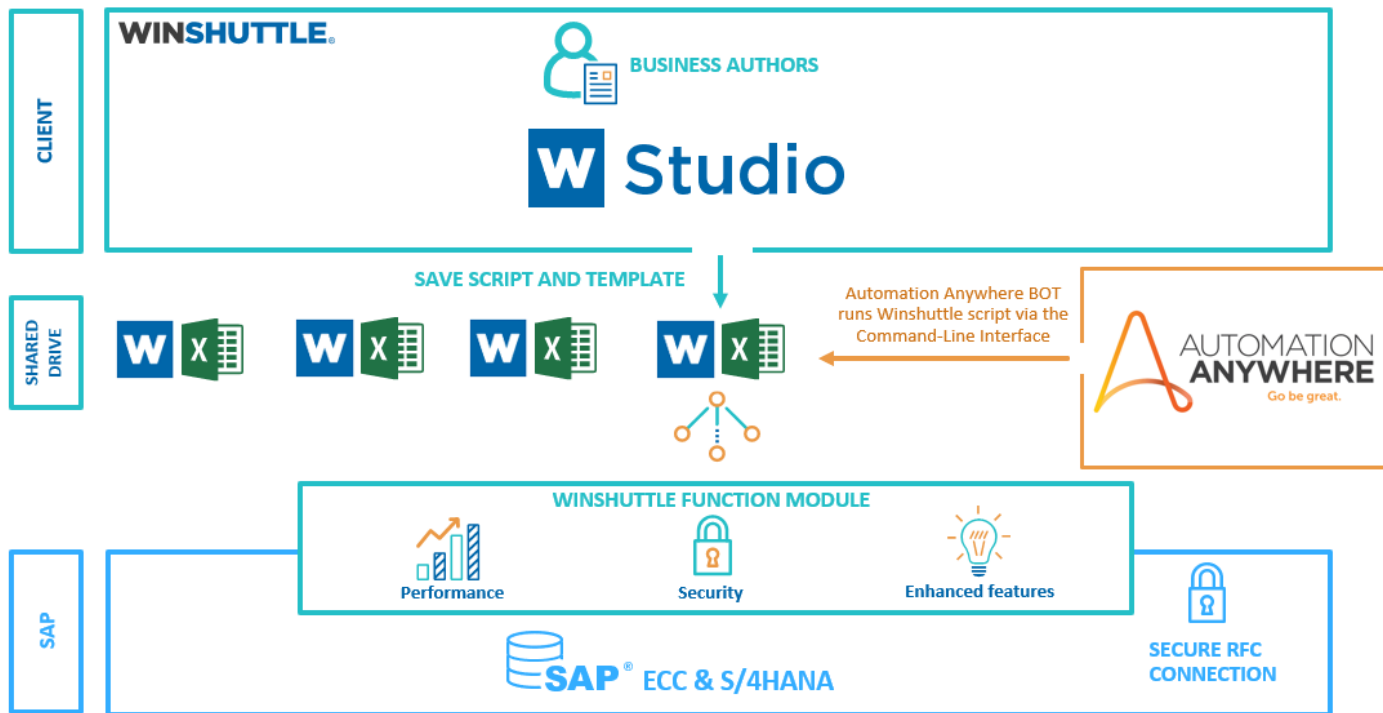 WINSHUTTLE®
BUSINESS AUTHORS
CLIENT
W Studio
SAVE SCRIPT AND TEMPLATE
Automation Anywhere BOT
runs Winshuttle script via the
Command-Line Interface
SHARED
DRIVE
W X
W X
W X
W X
AUTOMATION
ANYWHERE
Go be great.
WINSHUTTLE FUNCTION MODULE
Performance
Security
Enhanced features
SAP
SAP® ECC & S/4HANA
SECURE RFC
CONNECTION